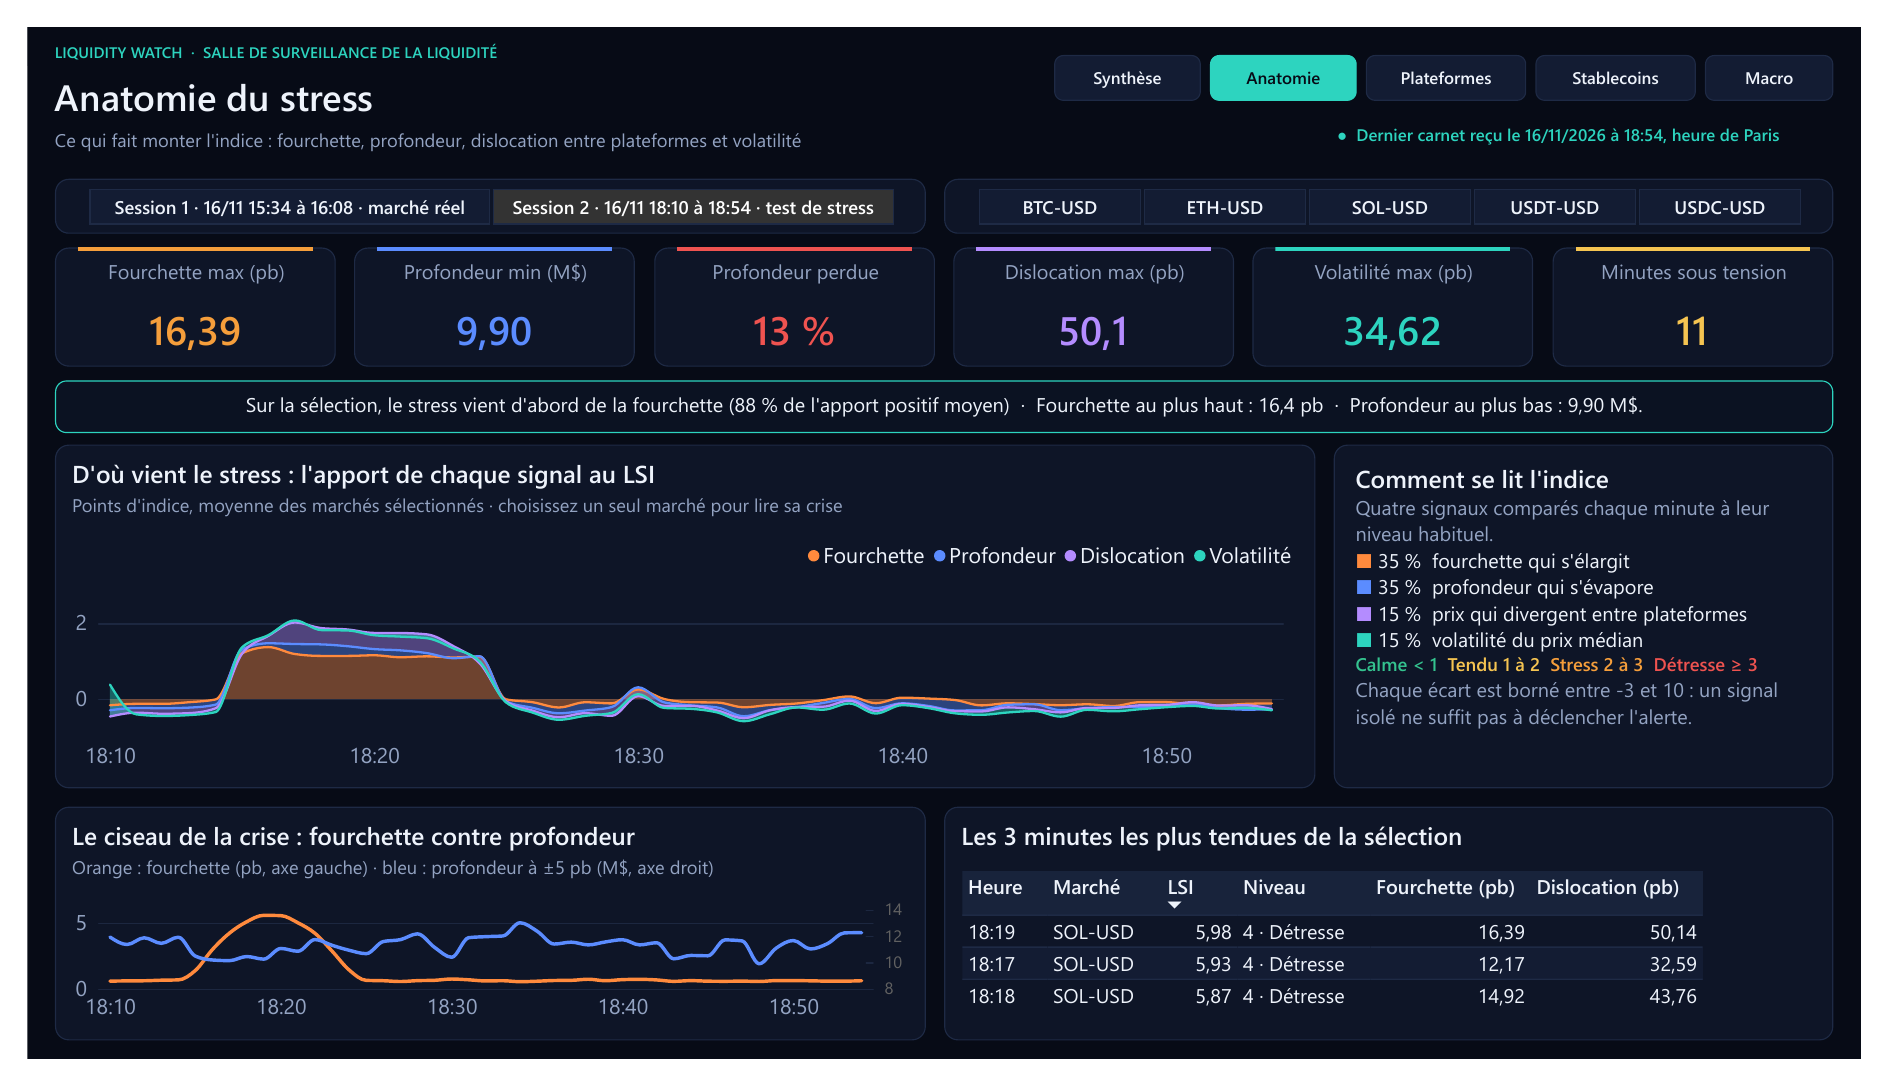 LIQUIDITY WATCH · SALLE DE SURVEILLANCE DE LA LIQUIDITÉ
Anatomie du stress
Ce qui fait monter l'indice : fourchette, profondeur, dislocation entre plateformes et volatilité
Synthèse
Anatomie
Plateformes
Stablecoins
Macro
● Dernier carnet reçu le 16/11/2026 à 18:54, heure de Paris
Session 1 · 16/11 15:34 à 16:08 · marché réel
Session 2 · 16/11 18:10 à 18:54 · test de stress
BTC-USD
ETH-USD
SOL-USD
USDT-USD
USDC-USD
Fourchette max (pb)
16,39
Profondeur min (M$)
9,90
Profondeur perdue
13 %
Dislocation max (pb)
50,1
Volatilité max (pb)
34,62
Minutes sous tension
11
Sur la sélection, le stress vient d'abord de la fourchette (88 % de l'apport positif moyen) · Fourchette au plus haut : 16,4 pb · Profondeur au plus bas : 9,90 M$.
D'où vient le stress : l'apport de chaque signal au LSI
Points d'indice, moyenne des marchés sélectionnés · choisissez un seul marché pour lire sa crise
Fourchette Profondeur Dislocation Volatilité
2
0
18:10 18:20 18:30 18:40 18:50
Comment se lit l'indice
Quatre signaux comparés chaque minute à leur
niveau habituel.
35 % fourchette qui s'élargit
35 % profondeur qui s'évapore
15 % prix qui divergent entre plateformes
15 % volatilité du prix médian
Calme < 1 Tendu 1 à 2 Stress 2 à 3 Détresse ≥ 3
Chaque écart est borné entre -3 et 10 : un signal
isolé ne suffit pas à déclencher l'alerte.
Le ciseau de la crise : fourchette contre profondeur
Orange : fourchette (pb, axe gauche) · bleu : profondeur à ±5 pb (M$, axe droit)
5
0
14
12
10
8
18:10 18:20 18:30 18:40 18:50
Les 3 minutes les plus tendues de la sélection
Heure Marché LSI Niveau Fourchette (pb) Dislocation (pb)
18:19 SOL-USD 5,98 4 · Détresse 16,39 50,14
18:17 SOL-USD 5,93 4 · Détresse 12,17 32,59
18:18 SOL-USD 5,87 4 · Détresse 14,92 43,76